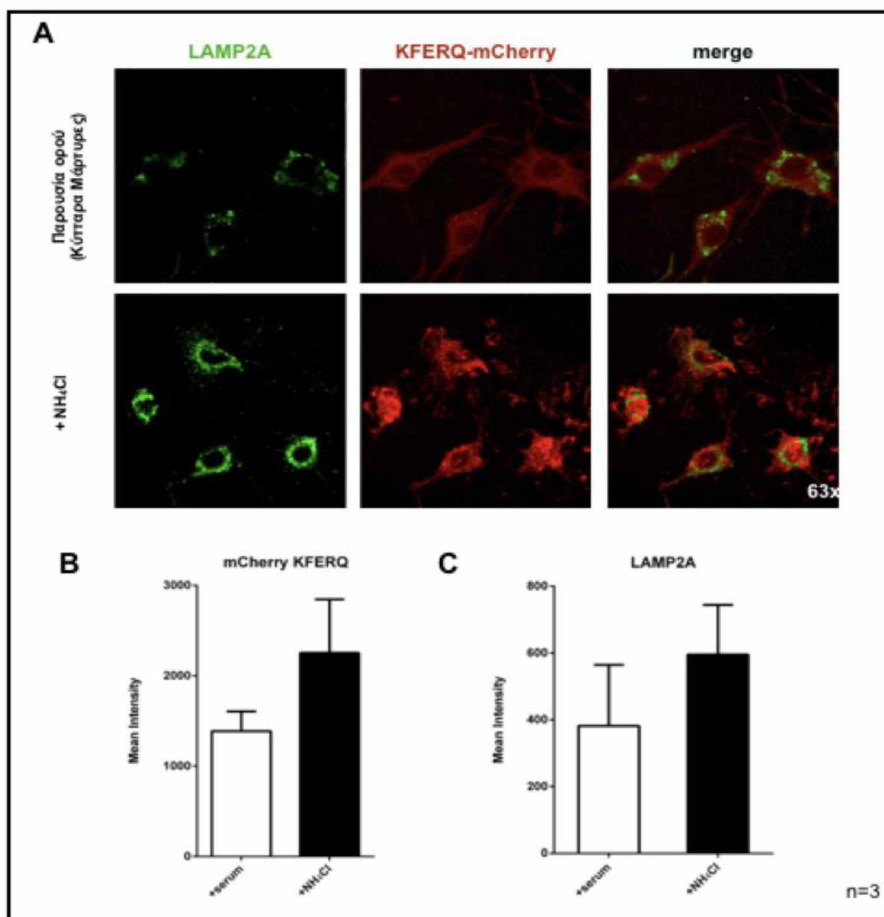 A
LAMP2A KFERQ-mCherry merge
Παρουσία ορού
(Κύτταρα Μάρτυρες)
+ NH₄Cl
63x
B
mCherry KFERQ
3000
2000
1000
0
Mean Intensity
+serum
+NH₄Cl
C
LAMP2A
800
600
400
200
0
Mean Intensity
+serum
+NH₄Cl
n=3